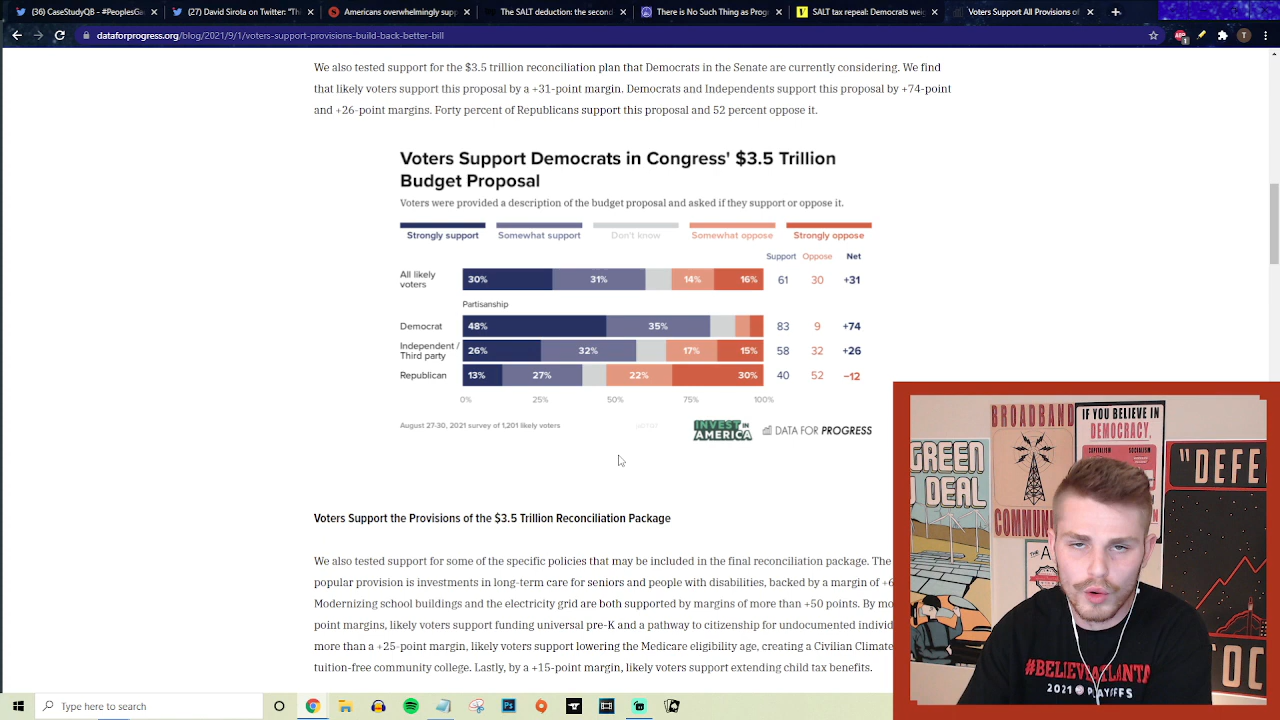 (36) CaseStudyQB - #PeoplesGa
(27) David Sirota on Twitter: "Th
Americans overwhelmingly supp
The SALT deduction: the second
There is No Such Thing as Prog
SALT tax repeal: Democrats wei
Voters Support All Provisions of
dataforprogress.org/blog/2021/9/1/voters-support-provisions-build-back-better-bill
We also tested support for the $3.5 trillion reconciliation plan that Democrats in the Senate are currently considering. We find
that likely voters support this proposal by a +31-point margin. Democrats and Independents support this proposal by +74-point
and +26-point margins. Forty percent of Republicans support this proposal and 52 percent oppose it.
Voters Support Democrats in Congress' $3.5 Trillion
Budget Proposal
Voters were provided a description of the budget proposal and asked if they support or oppose it.
Strongly support Somewhat support Don't know Somewhat oppose Strongly oppose
Support Oppose Net
All likely
voters
30% 31% 14% 16% 61 30 +31
Partisanship
Democrat 48% 35% 83 9 +74
Independent /
Third party
26% 32% 17% 15% 58 32 +26
Republican 13% 27% 22% 30% 40 52 −12
0% 25% 50% 75% 100%
August 27-30, 2021 survey of 1,201 likely voters
INVEST IN
AMERICA
DATA FOR PROGRESS
Voters Support the Provisions of the $3.5 Trillion Reconciliation Package
We also tested support for some of the specific policies that may be included in the final reconciliation package. The
popular provision is investments in long-term care for seniors and people with disabilities, backed by a margin of +6
Modernizing school buildings and the electricity grid are both supported by margins of more than +50 points. By mo
point margins, likely voters support funding universal pre-K and a pathway to citizenship for undocumented individ
more than a +25-point margin, likely voters support lowering the Medicare eligibility age, creating a Civilian Climate
tuition-free community college. Lastly, by a +15-point margin, likely voters support extending child tax benefits.
GREEN
DEAL
BROADBAND
COMMUN
IF YOU BELIEVE IN
DEMOCRACY,
CAPITALISM SOCIALISM
"DEFE
OC
#BELIEVEATLANTA
2021 PLAYOFFS
Type here to search